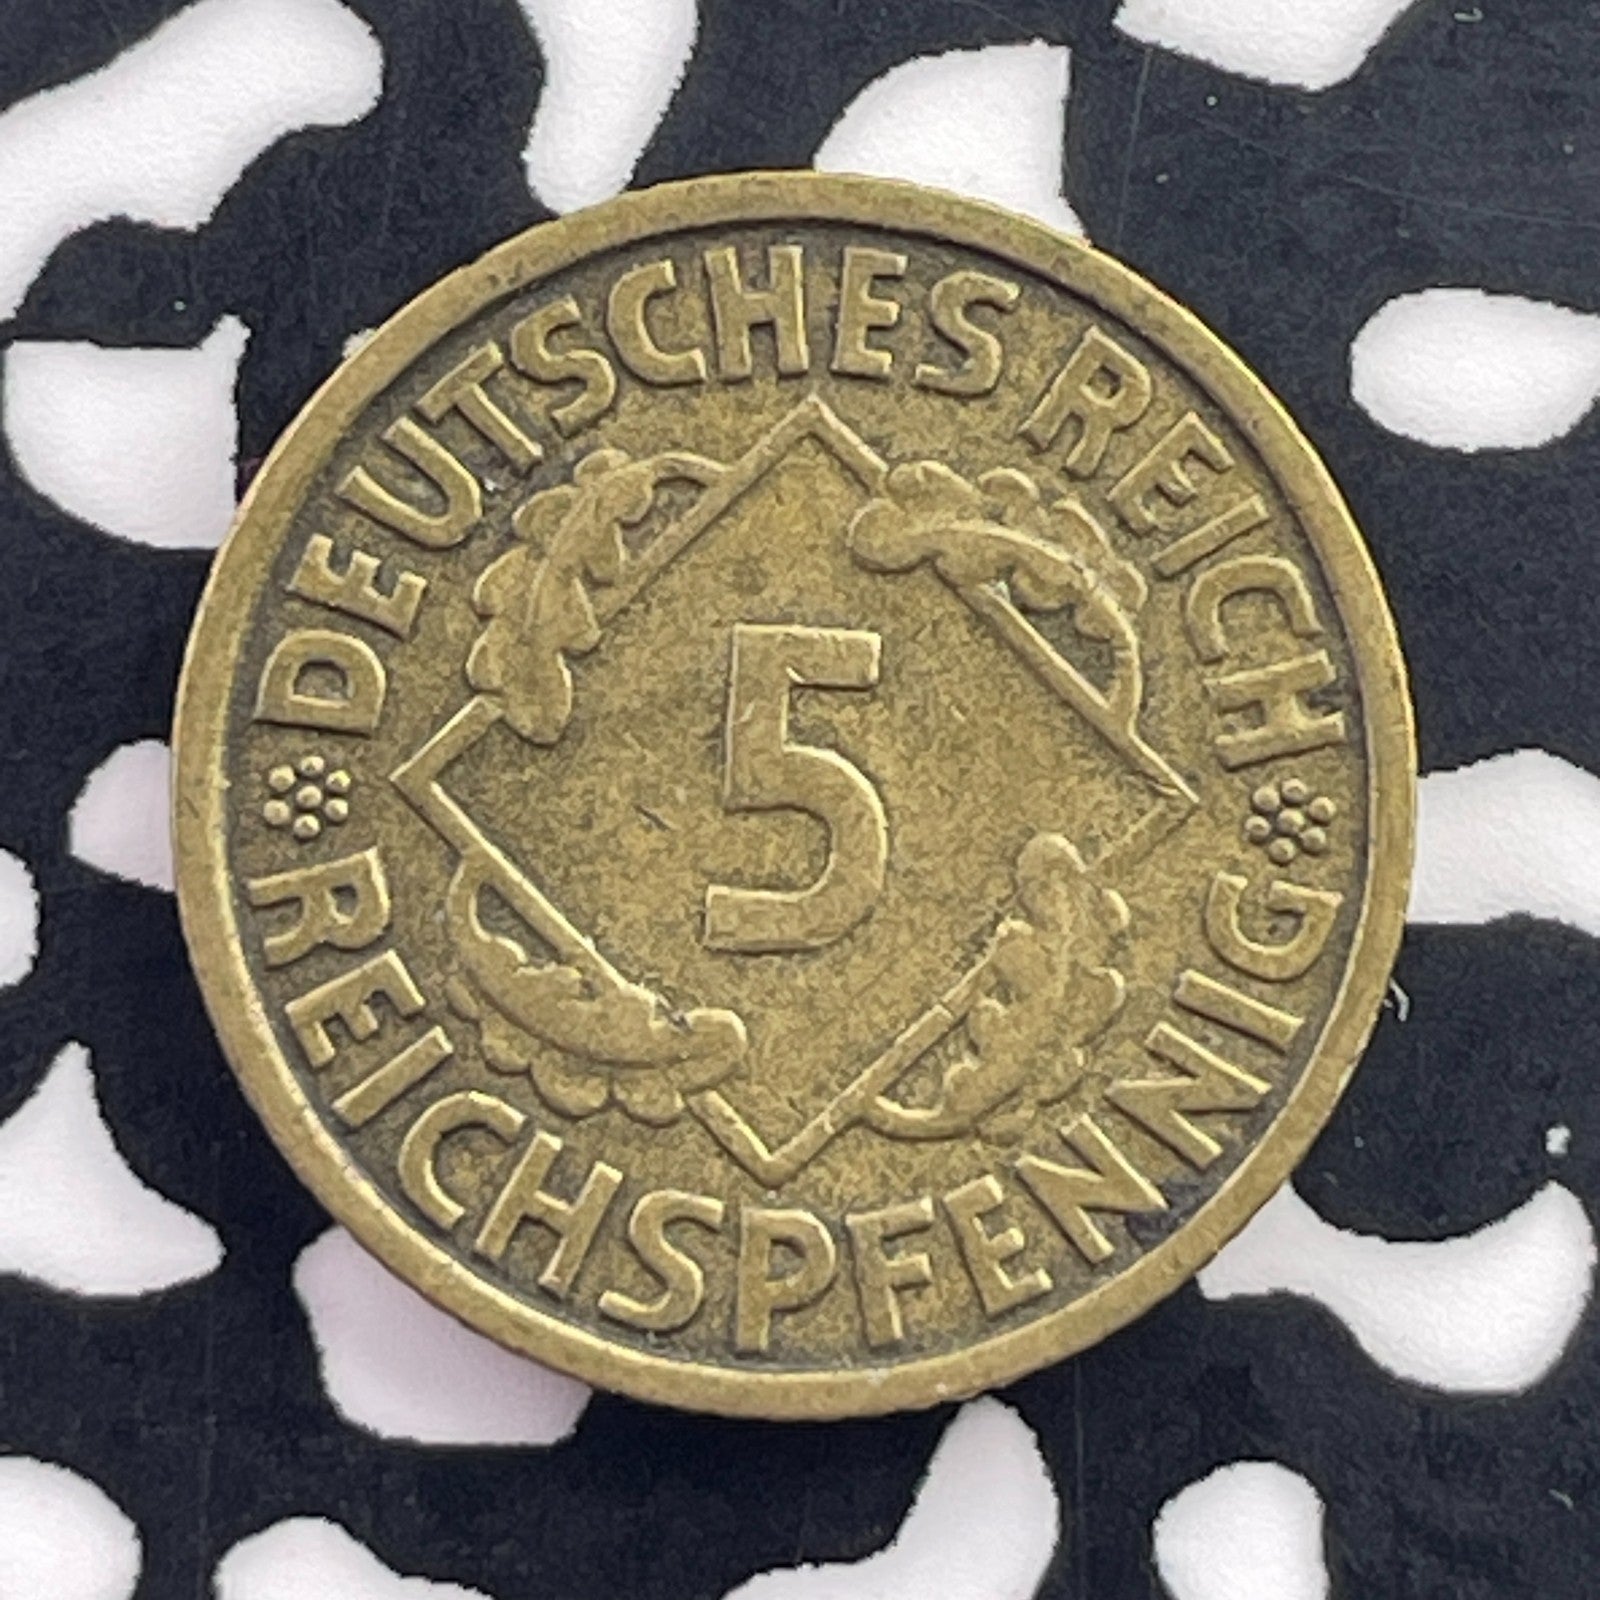 DEUTSCHES REICH
5
REICHSPFENNIG